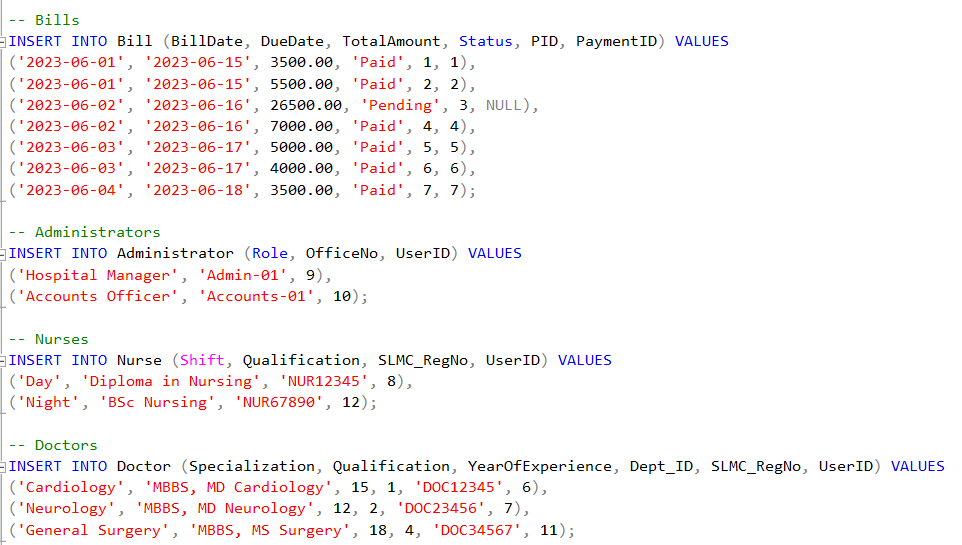 -- Bills
INSERT INTO Bill (BillDate, DueDate, TotalAmount, Status, PID, PaymentID) VALUES
('2023-06-01', '2023-06-15', 3500.00, 'Paid', 1, 1),
('2023-06-01', '2023-06-15', 5500.00, 'Paid', 2, 2),
('2023-06-02', '2023-06-16', 26500.00, 'Pending', 3, NULL),
('2023-06-02', '2023-06-16', 7000.00, 'Paid', 4, 4),
('2023-06-03', '2023-06-17', 5000.00, 'Paid', 5, 5),
('2023-06-03', '2023-06-17', 4000.00, 'Paid', 6, 6),
('2023-06-04', '2023-06-18', 3500.00, 'Paid', 7, 7);
-- Administrators
INSERT INTO Administrator (Role, OfficeNo, UserID) VALUES
('Hospital Manager', 'Admin-01', 9),
('Accounts Officer', 'Accounts-01', 10);
-- Nurses
INSERT INTO Nurse (Shift, Qualification, SLMC_RegNo, UserID) VALUES
('Day', 'Diploma in Nursing', 'NUR12345', 8),
('Night', 'BSc Nursing', 'NUR67890', 12);
-- Doctors
INSERT INTO Doctor (Specialization, Qualification, YearOfExperience, Dept_ID, SLMC_RegNo, UserID) VALUES
('Cardiology', 'MBBS, MD Cardiology', 15, 1, 'DOC12345', 6),
('Neurology', 'MBBS, MD Neurology', 12, 2, 'DOC23456', 7),
('General Surgery', 'MBBS, MS Surgery', 18, 4, 'DOC34567', 11);